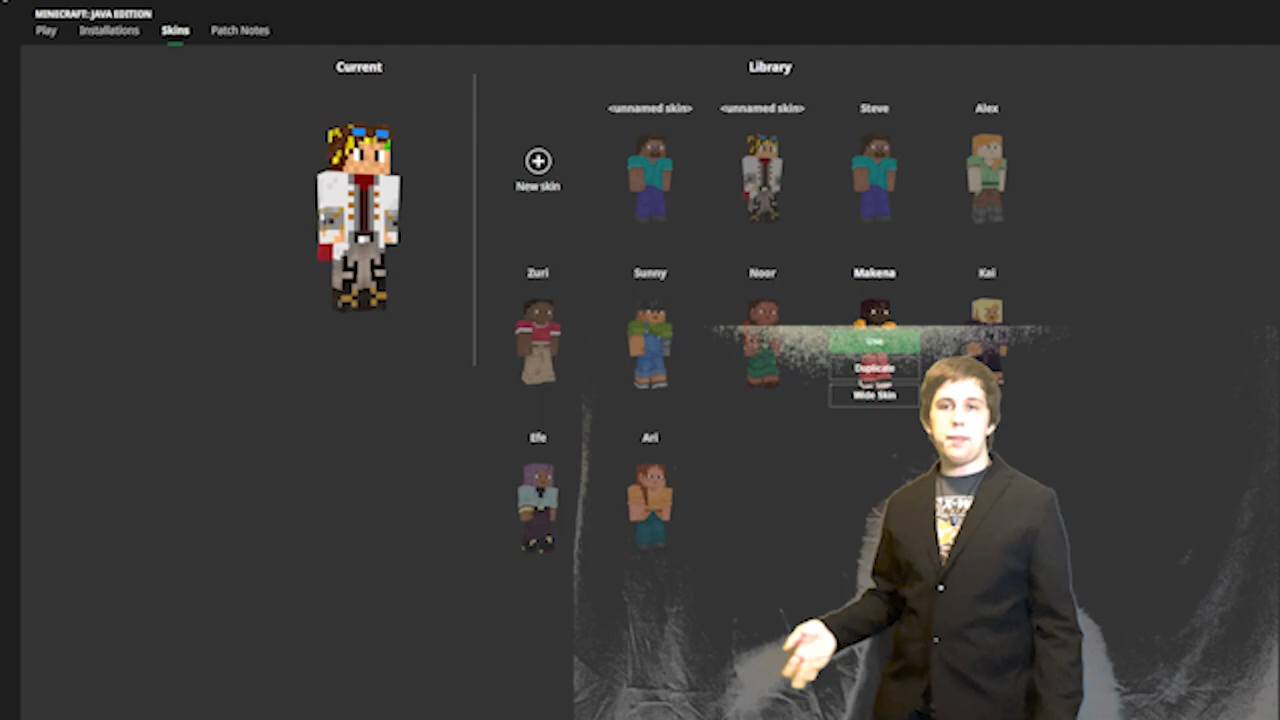 MINECRAFT: JAVA EDITION
Play Installations Skins Patch Notes
Current
Library
<unnamed skin> <unnamed skin> Steve Alex
New skin
Zuri Sunny Noor Makena Kai
Use
Duplicate
Wide Skin
Efe Ari